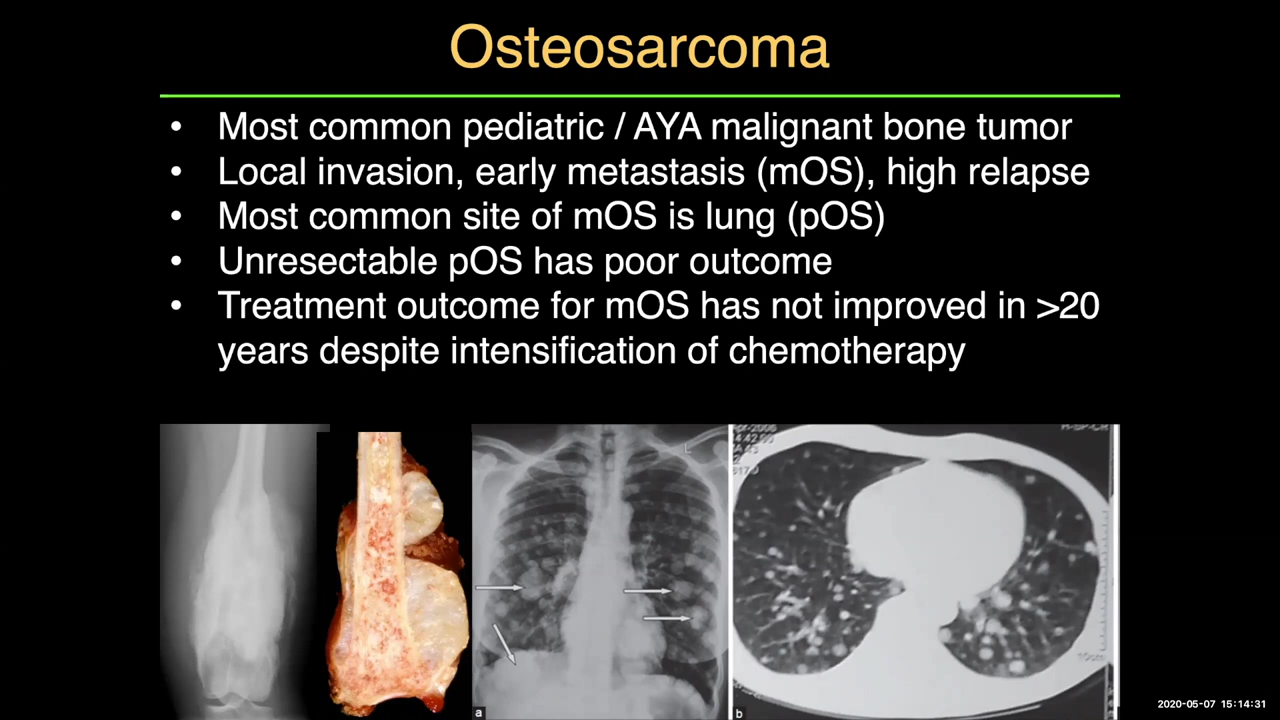 Osteosarcoma
• Most common pediatric / AYA malignant bone tumor
• Local invasion, early metastasis (mOS), high relapse
• Most common site of mOS is lung (pOS)
• Unresectable pOS has poor outcome
• Treatment outcome for mOS has not improved in >20
years despite intensification of chemotherapy
L
a
b
10cm
2020-05-07 15:14:31